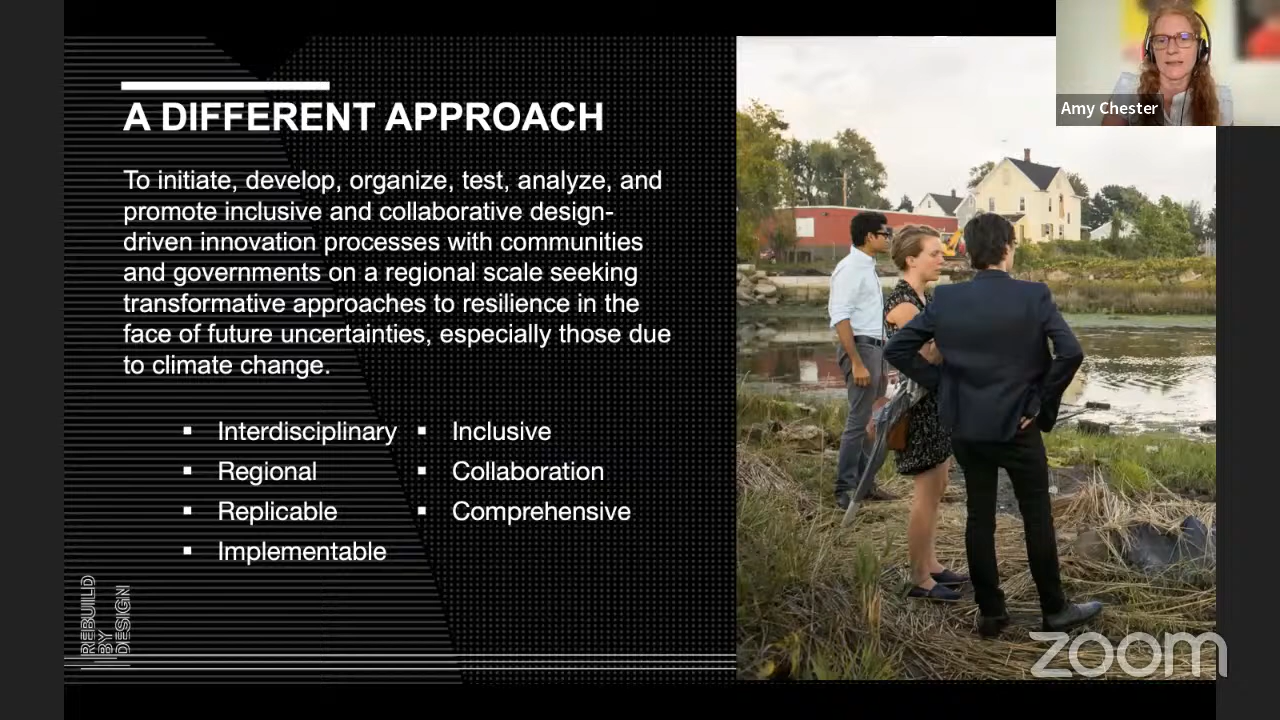 Amy Chester
A DIFFERENT APPROACH
To initiate, develop, organize, test, analyze, and
promote inclusive and collaborative design-
driven innovation processes with communities
and governments on a regional scale seeking
transformative approaches to resilience in the
face of future uncertainties, especially those due
to climate change.
Interdisciplinary
Regional
Replicable
Implementable
Inclusive
Collaboration
Comprehensive
REBUILD
BY
DESIGN
zoom